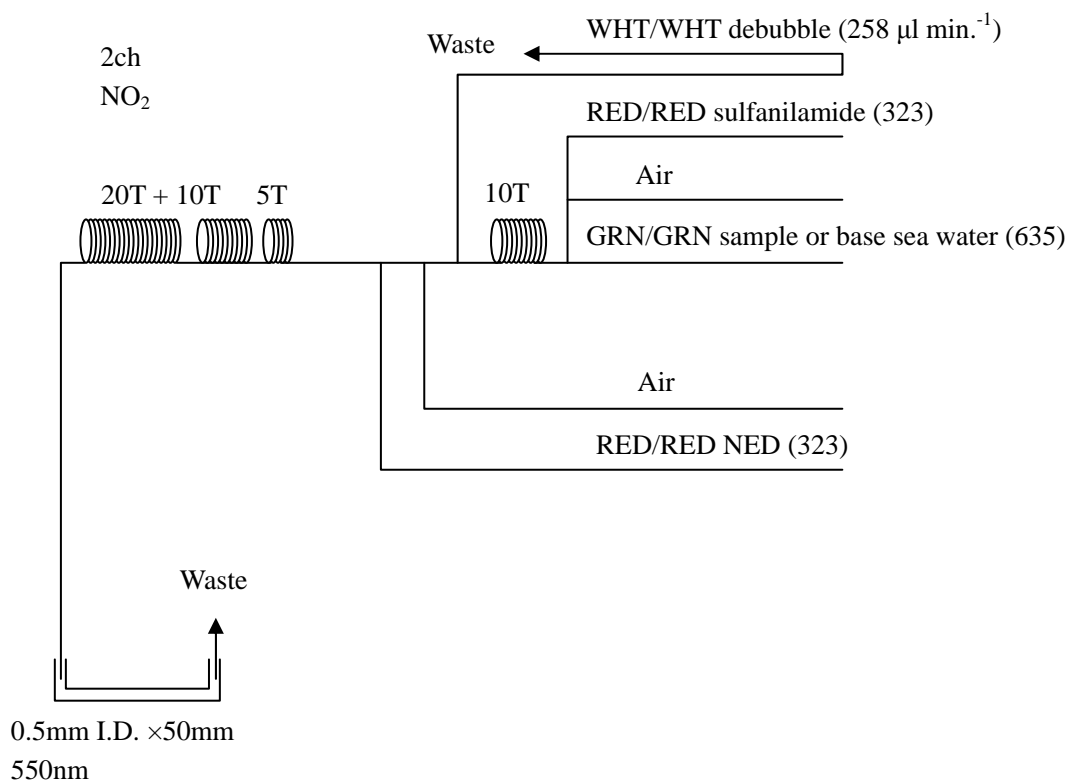 2ch
NO₂
Waste
WHT/WHT debubble (258 μl min.⁻¹)
RED/RED sulfanilamide (323)
Air
20T + 10T 5T
10T
GRN/GRN sample or base sea water (635)
Air
RED/RED NED (323)
Waste
0.5mm I.D. ×50mm
550nm